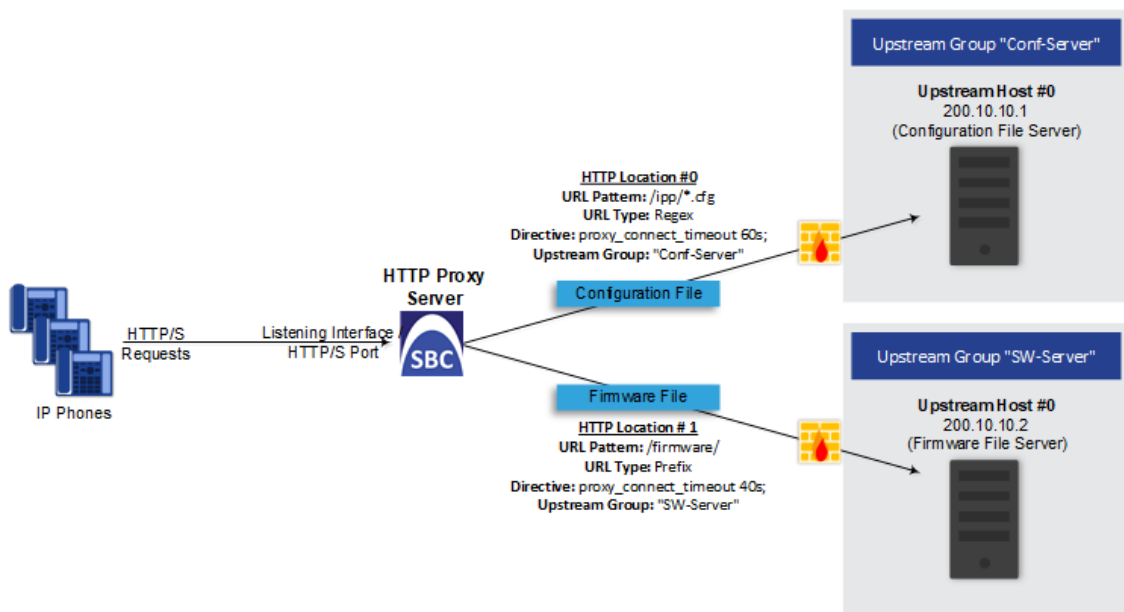 Upstream Group "Conf-Server"
Upstream Host #0
200.10.10.1
(Configuration File Server)
HTTP Location #0
URL Pattern: /ipp/*.cfg
URL Type: Regex
Directive: proxy_connect_timeout 60s;
Upstream Group: "Conf-Server"
HTTP Proxy
Server
Configuration File
HTTP/S
Requests
Listening Interface /
HTTP/S Port
SBC
IP Phones
Firmware File
HTTP Location # 1
URL Pattern: /firmware/
URL Type: Prefix
Directive: proxy_connect_timeout 40s;
Upstream Group: "SW-Server"
Upstream Group "SW-Server"
Upstream Host #0
200.10.10.2
(Firmware File Server)